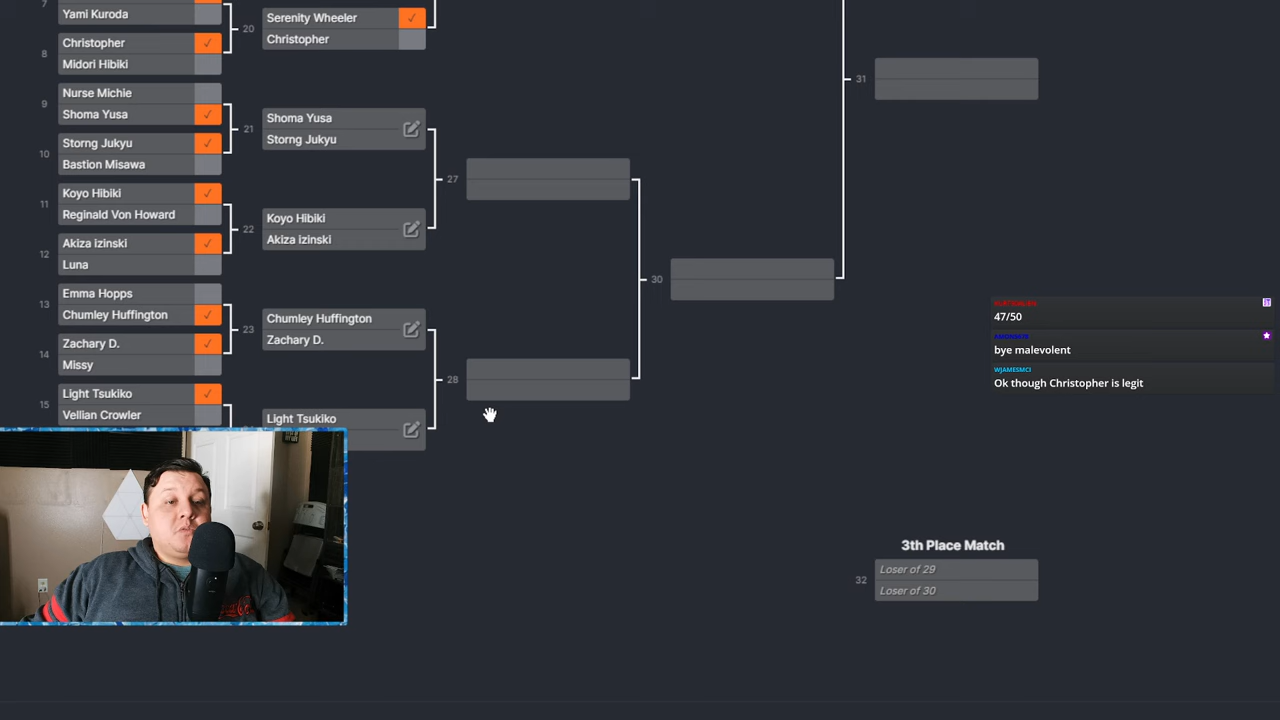 7
Yami Kuroda
8
Christopher
Midori Hibiki
9
Nurse Michie
Shoma Yusa
10
Storng Jukyu
Bastion Misawa
11
Koyo Hibiki
Reginald Von Howard
12
Akiza izinski
Luna
13
Emma Hopps
Chumley Huffington
14
Zachary D.
Missy
15
Light Tsukiko
Vellian Crowler
20
Serenity Wheeler
Christopher
21
Shoma Yusa
Storng Jukyu
22
Koyo Hibiki
Akiza izinski
23
Chumley Huffington
Zachary D.
Light Tsukiko
27
28
30
31
3th Place Match
32
Loser of 29
Loser of 30
47/50
bye malevolent
WJAMESMCI
Ok though Christopher is legit